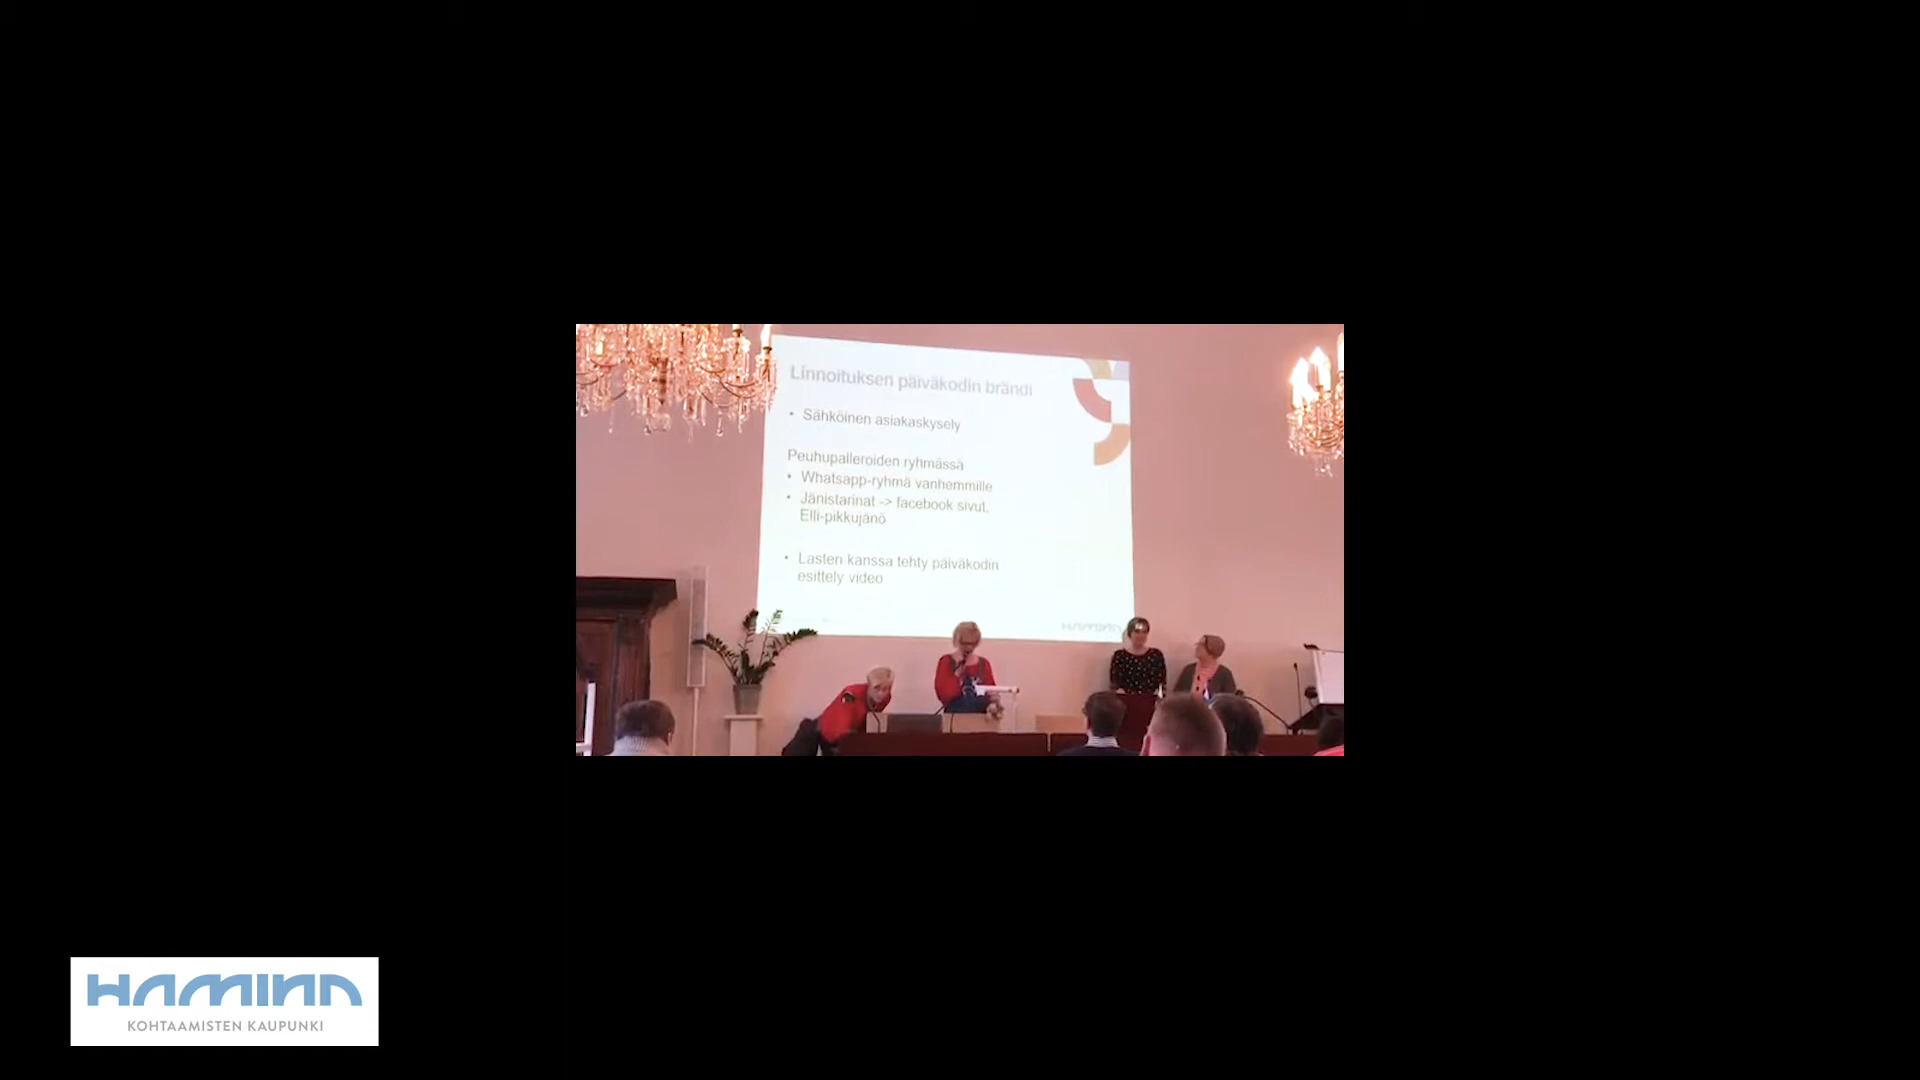 Linnoituksen päiväkodin brändi
• Sähköinen asiakaskysely
Peuhupalleroiden ryhmässä
• Whatsapp-ryhmä vanhemmille
• Jänistarinat -> facebook sivut,
Elli-pikkujänö
• Lasten kanssa tehty päiväkodin
esittely video
HAMINA
HAMINA
KOHTAAMISTEN KAUPUNKI